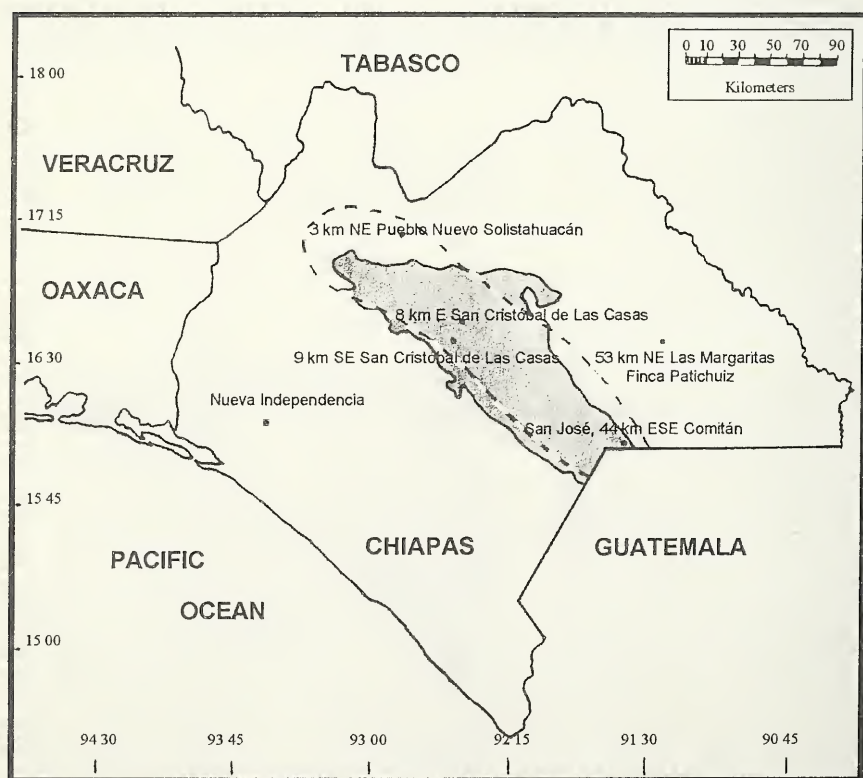 0 10 30 50 70 90
Kilometers
18 00
TABASCO
VERACRUZ
17 15
3 km NE Pueblo Nuevo Solistahuacán
OAXACA
8 km E San Cristóbal de Las Casas
16 30
9 km SE San Cristóbal de Las Casas
53 km NE Las Margaritas
Finca Patichuiz
Nueva Independencia
San José, 44 km ESE Comitán
15 45
CHIAPAS
GUATEMALA
PACIFIC
OCEAN
15 00
94 30
93 45
93 00
92 15
91 30
90 45